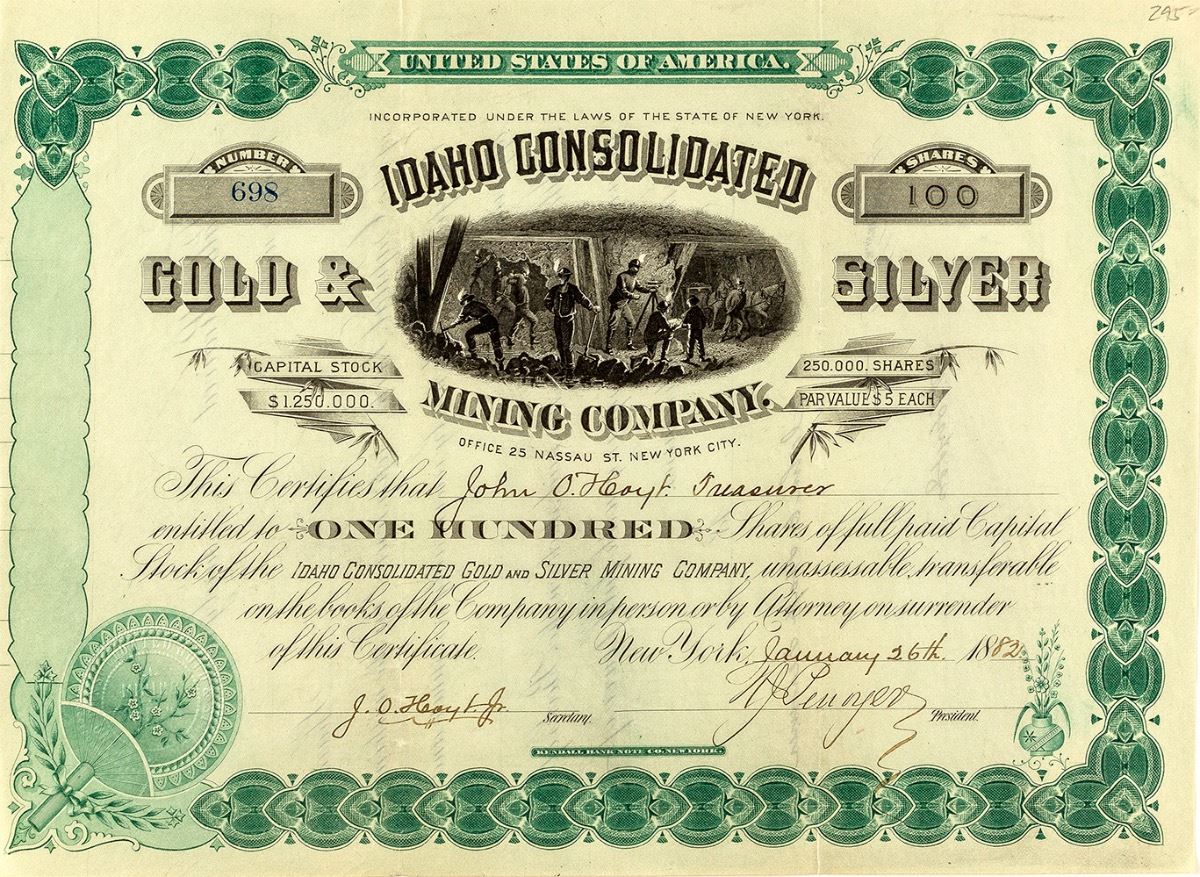 295
UNITED STATES OF AMERICA.
INCORPORATED UNDER THE LAWS OF THE STATE OF NEW YORK.
NUMBER
698
IDAHO CONSOLIDATED
SHARES
100
GOLD & SILVER
CAPITAL STOCK
$1.250.000.
250.000. SHARES
PAR VALUE $5 EACH
MINING COMPANY.
OFFICE 25 NASSAU ST. NEW YORK CITY.
This Certifies that John O. Hoyt. Treasurer
entitled to ONE HUNDRED Shares of full paid Capital
Stock of the IDAHO CONSOLIDATED GOLD AND SILVER MINING COMPANY, unassessable, transferable
on the books of the Company in person or by Attorney, on surrender
of this Certificate. New York, January 26th. 1882
J. O. Hoyt Jr. Secretary. President.
KENDALL BANK NOTE CO. NEW YORK.